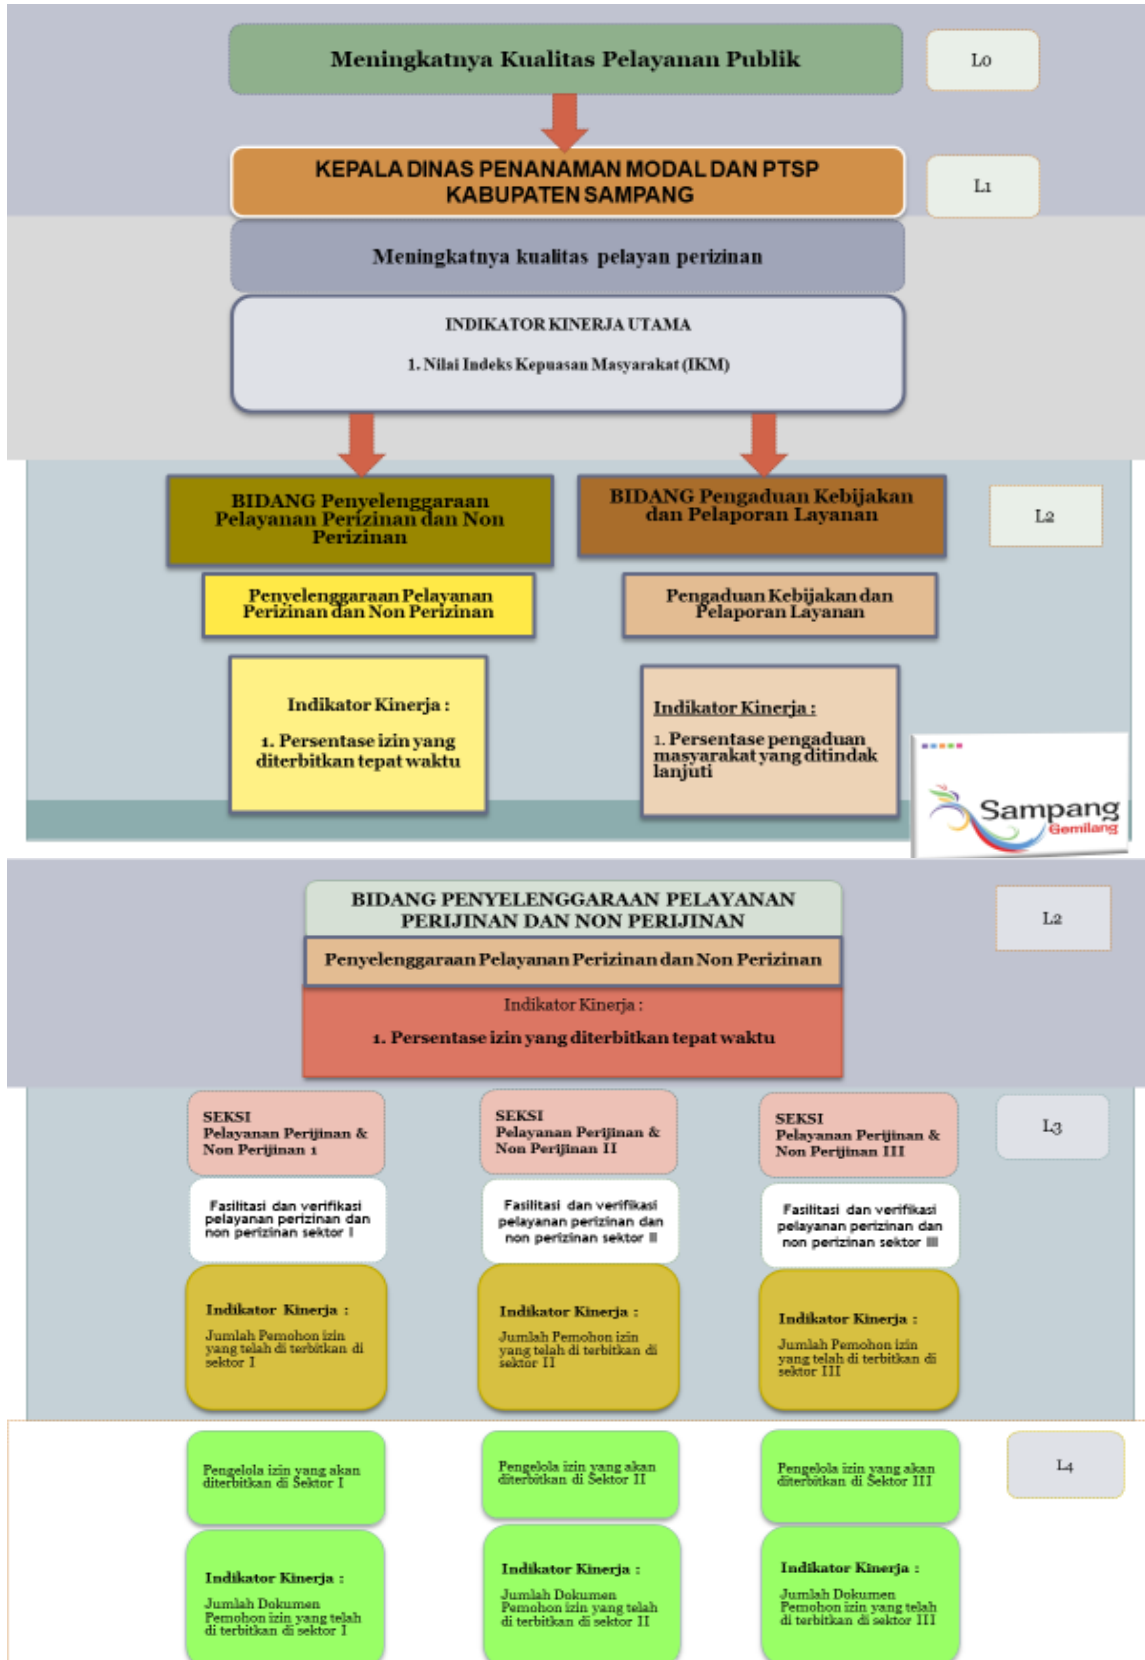 Meningkatnya Kualitas Pelayanan Publik
L0
KEPALA DINAS PENANAMAN MODAL DAN PTSP
KABUPATEN SAMPANG
L1
Meningkatnya kualitas pelayan perizinan
INDIKATOR KINERJA UTAMA
1. Nilai Indeks Kepuasan Masyarakat (IKM)
BIDANG Penyelenggaraan
Pelayanan Perizinan dan Non
Perizinan
BIDANG Pengaduan Kebijakan
dan Pelaporan Layanan
L2
Penyelenggaraan Pelayanan
Perizinan dan Non Perizinan
Pengaduan Kebijakan dan
Pelaporan Layanan
Indikator Kinerja :
1. Persentase izin yang
diterbitkan tepat waktu
Indikator Kinerja :
1. Persentase pengaduan
masyarakat yang ditindak
lanjuti
Sampang
Gemilang
BIDANG PENYELENGGARAAN PELAYANAN
PERIJINAN DAN NON PERIJINAN
L2
Penyelenggaraan Pelayanan Perizinan dan Non Perizinan
Indikator Kinerja :
1. Persentase izin yang diterbitkan tepat waktu
SEKSI
Pelayanan Perijinan &
Non Perijinan 1
SEKSI
Pelayanan Perijinan &
Non Perijinan II
SEKSI
Pelayanan Perijinan &
Non Perijinan III
L3
Fasilitasi dan verifikasi
pelayanan perizinan dan
non perizinan sektor I
Fasilitasi dan verifikasi
pelayanan perizinan dan
non perizinan sektor II
Fasilitasi dan verifikasi
pelayanan perizinan dan
non perizinan sektor III
Indikator Kinerja :
Jumlah Pemohon izin
yang telah di terbitkan di
sektor I
Indikator Kinerja :
Jumlah Pemohon izin
yang telah di terbitkan di
sektor II
Indikator Kinerja :
Jumlah Pemohon izin
yang telah di terbitkan di
sektor III
Pengelola izin yang akan
diterbitkan di Sektor I
Pengelola izin yang akan
diterbitkan di Sektor II
Pengelola izin yang akan
diterbitkan di Sektor III
L4
Indikator Kinerja :
Jumlah Dokumen
Pemohon izin yang telah
di terbitkan di sektor I
Indikator Kinerja :
Jumlah Dokumen
Pemohon izin yang telah
di terbitkan di sektor II
Indikator Kinerja :
Jumlah Dokumen
Pemohon izin yang telah
di terbitkan di sektor III